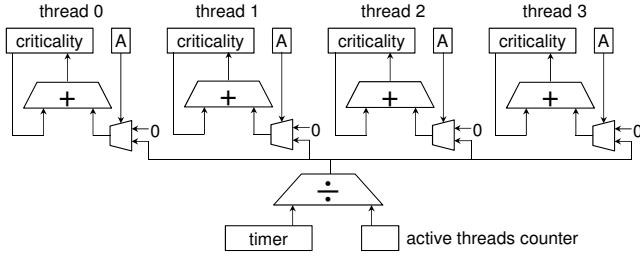 thread 0 thread 1 thread 2 thread 3
criticality A criticality A criticality A criticality A
+ + + +
0 0 0 0
÷
timer active threads counter